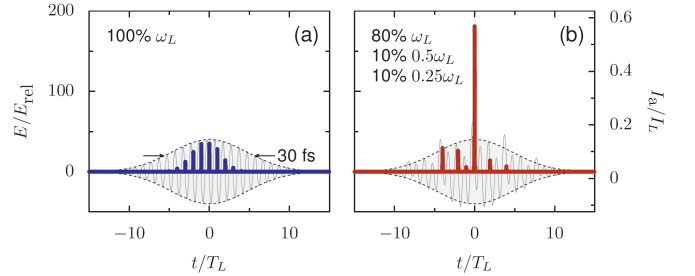 200
100
0
E/E_rel
100% ω_L
(a)
30 fs
−10
0
10
t/T_L
80% ω_L
10% 0.5ω_L
10% 0.25ω_L
(b)
−10
0
10
t/T_L
0.6
0.4
0.2
0
I_a/I_L